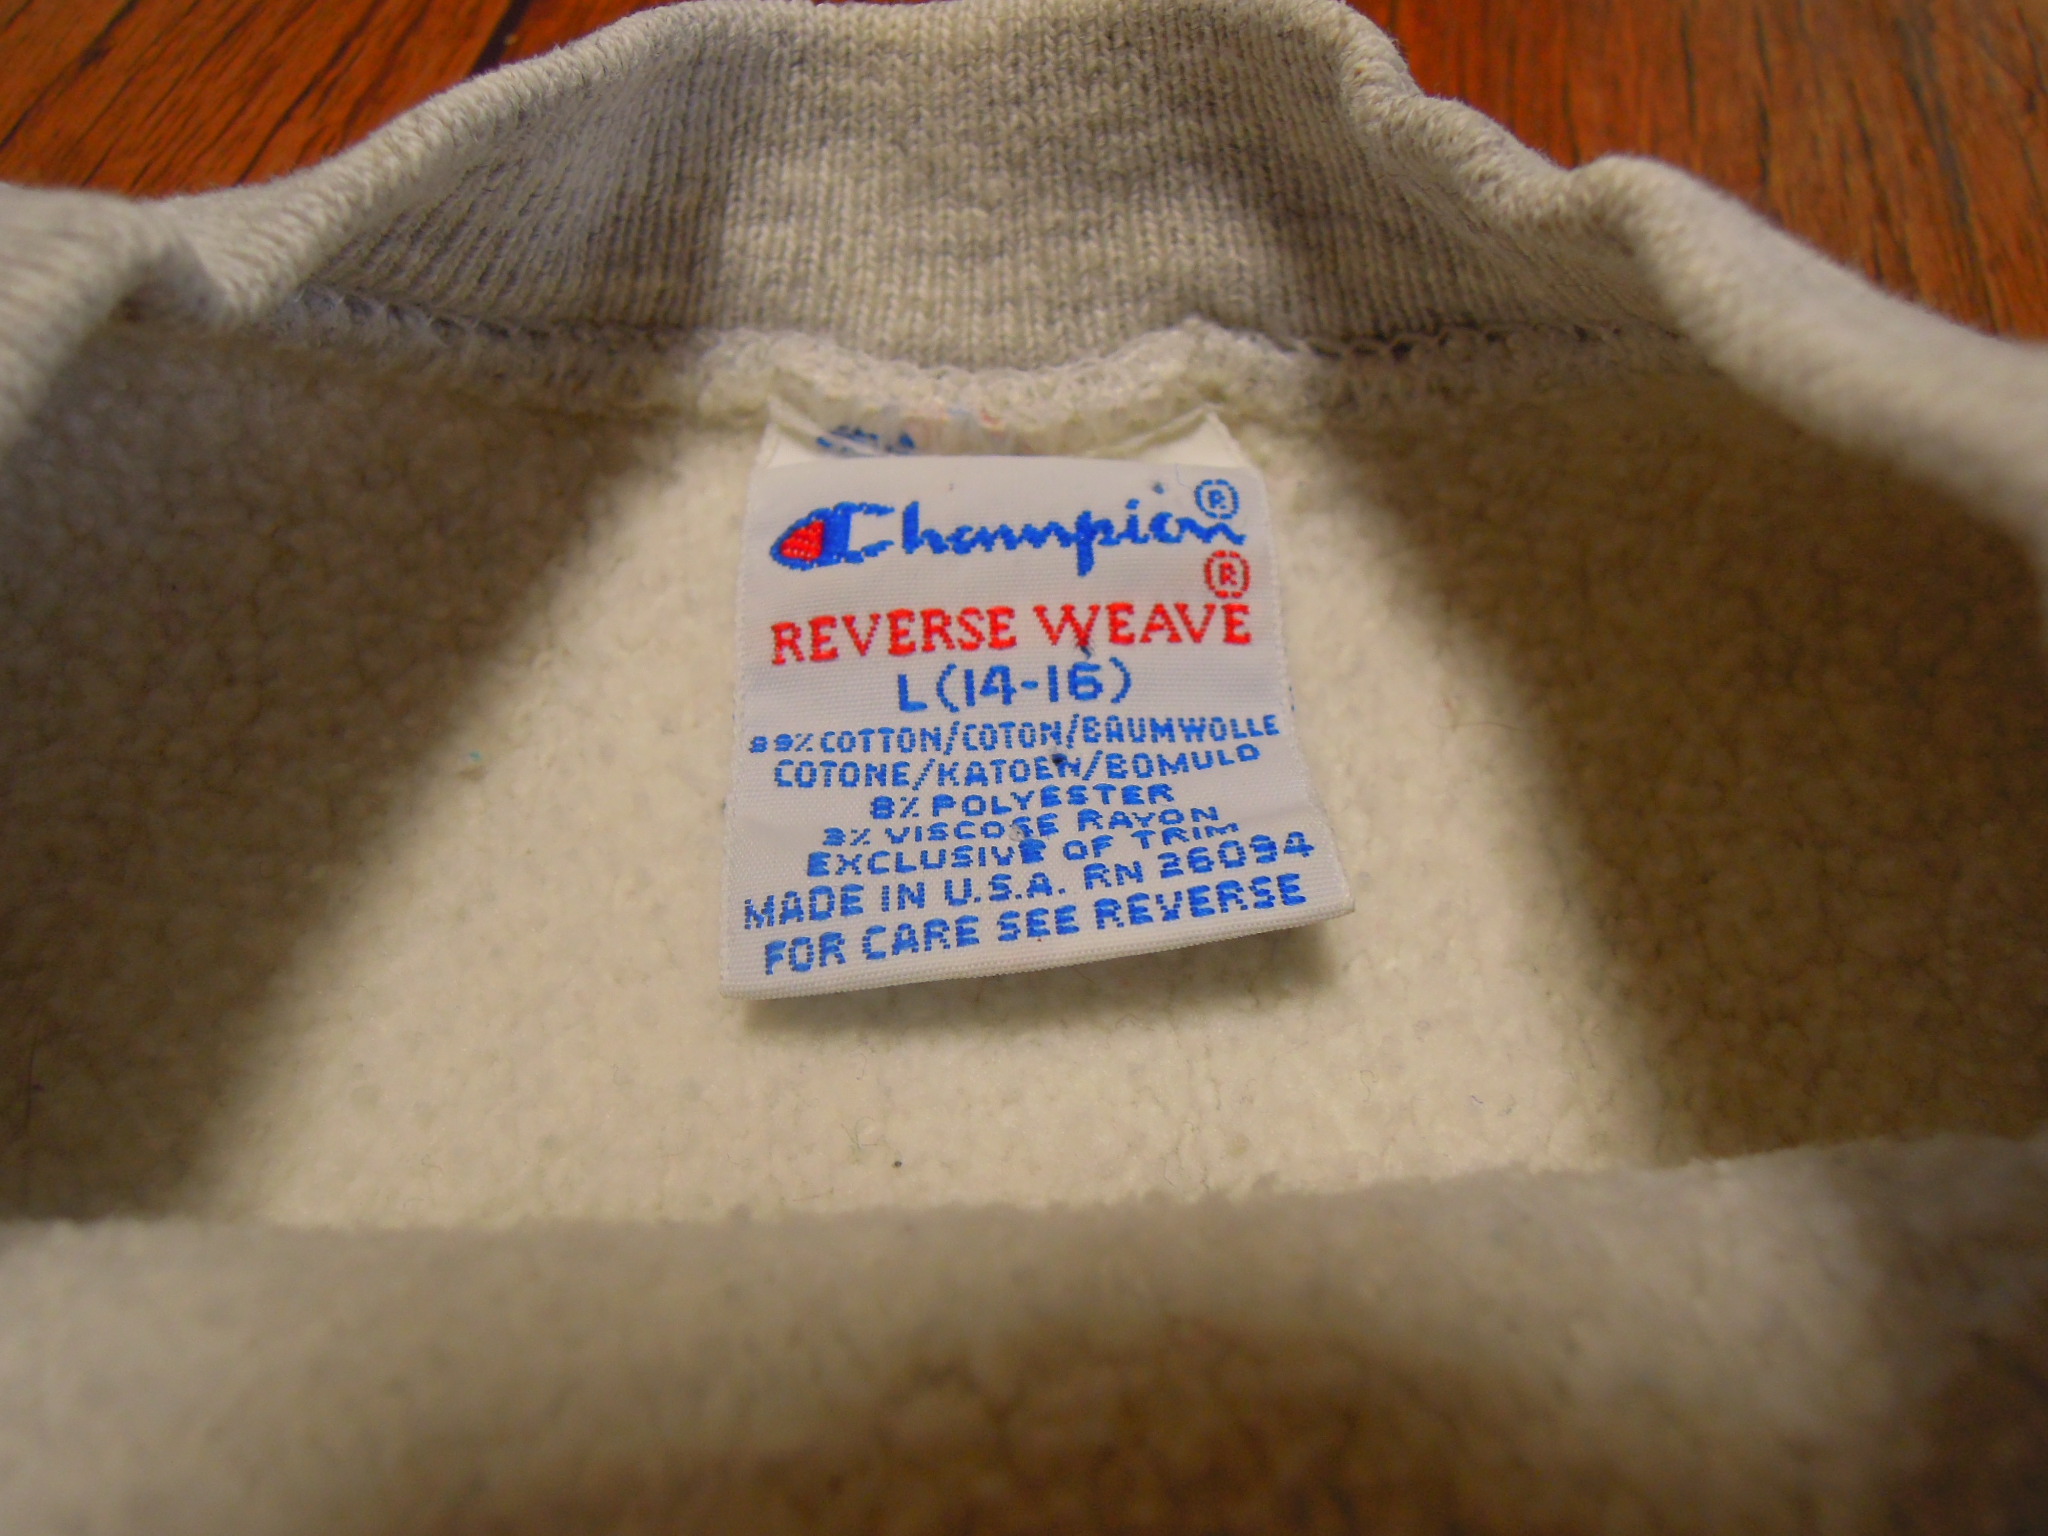 Champion®
®
REVERSE WEAVE
L(14-16)
89% COTTON/COTON/BAUMWOLLE
COTONE/KATOEN/BOMULD
8% POLYESTER
3% VISCOSE RAYON
EXCLUSIVE OF TRIM
MADE IN U.S.A. RN 26094
FOR CARE SEE REVERSE